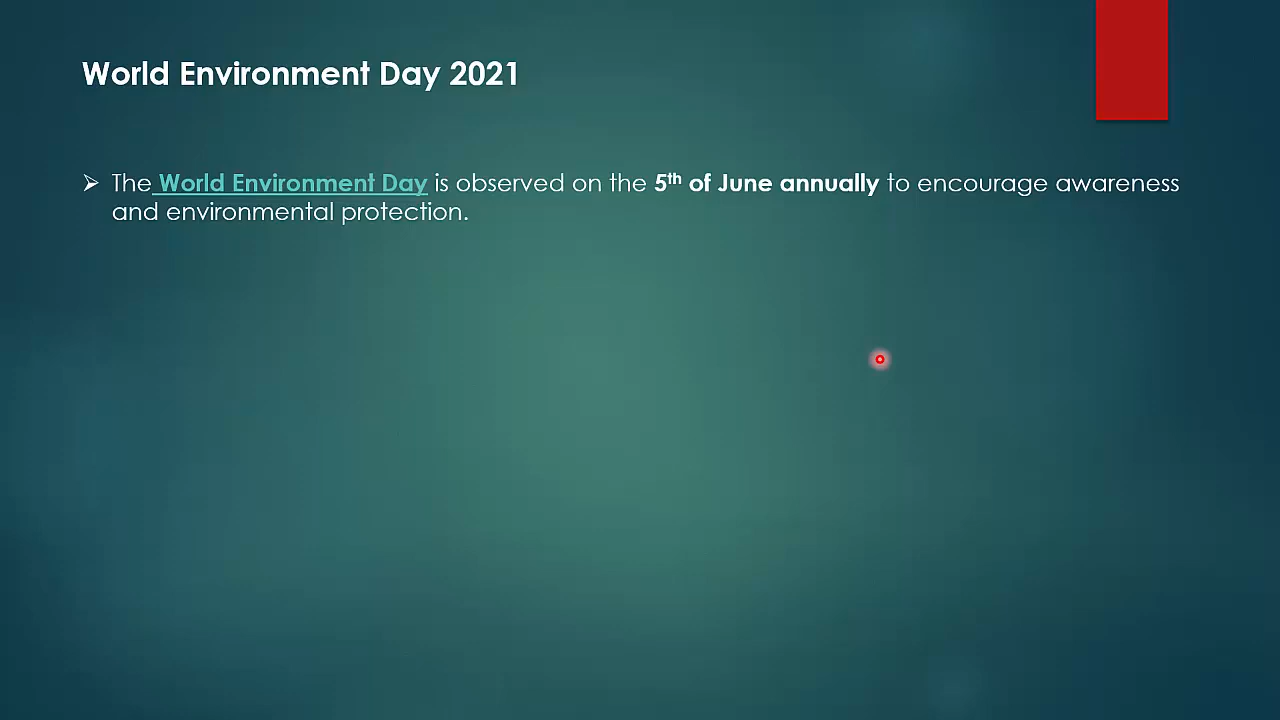 World Environment Day 2021
The World Environment Day is observed on the 5th of June annually to encourage awareness
and environmental protection.